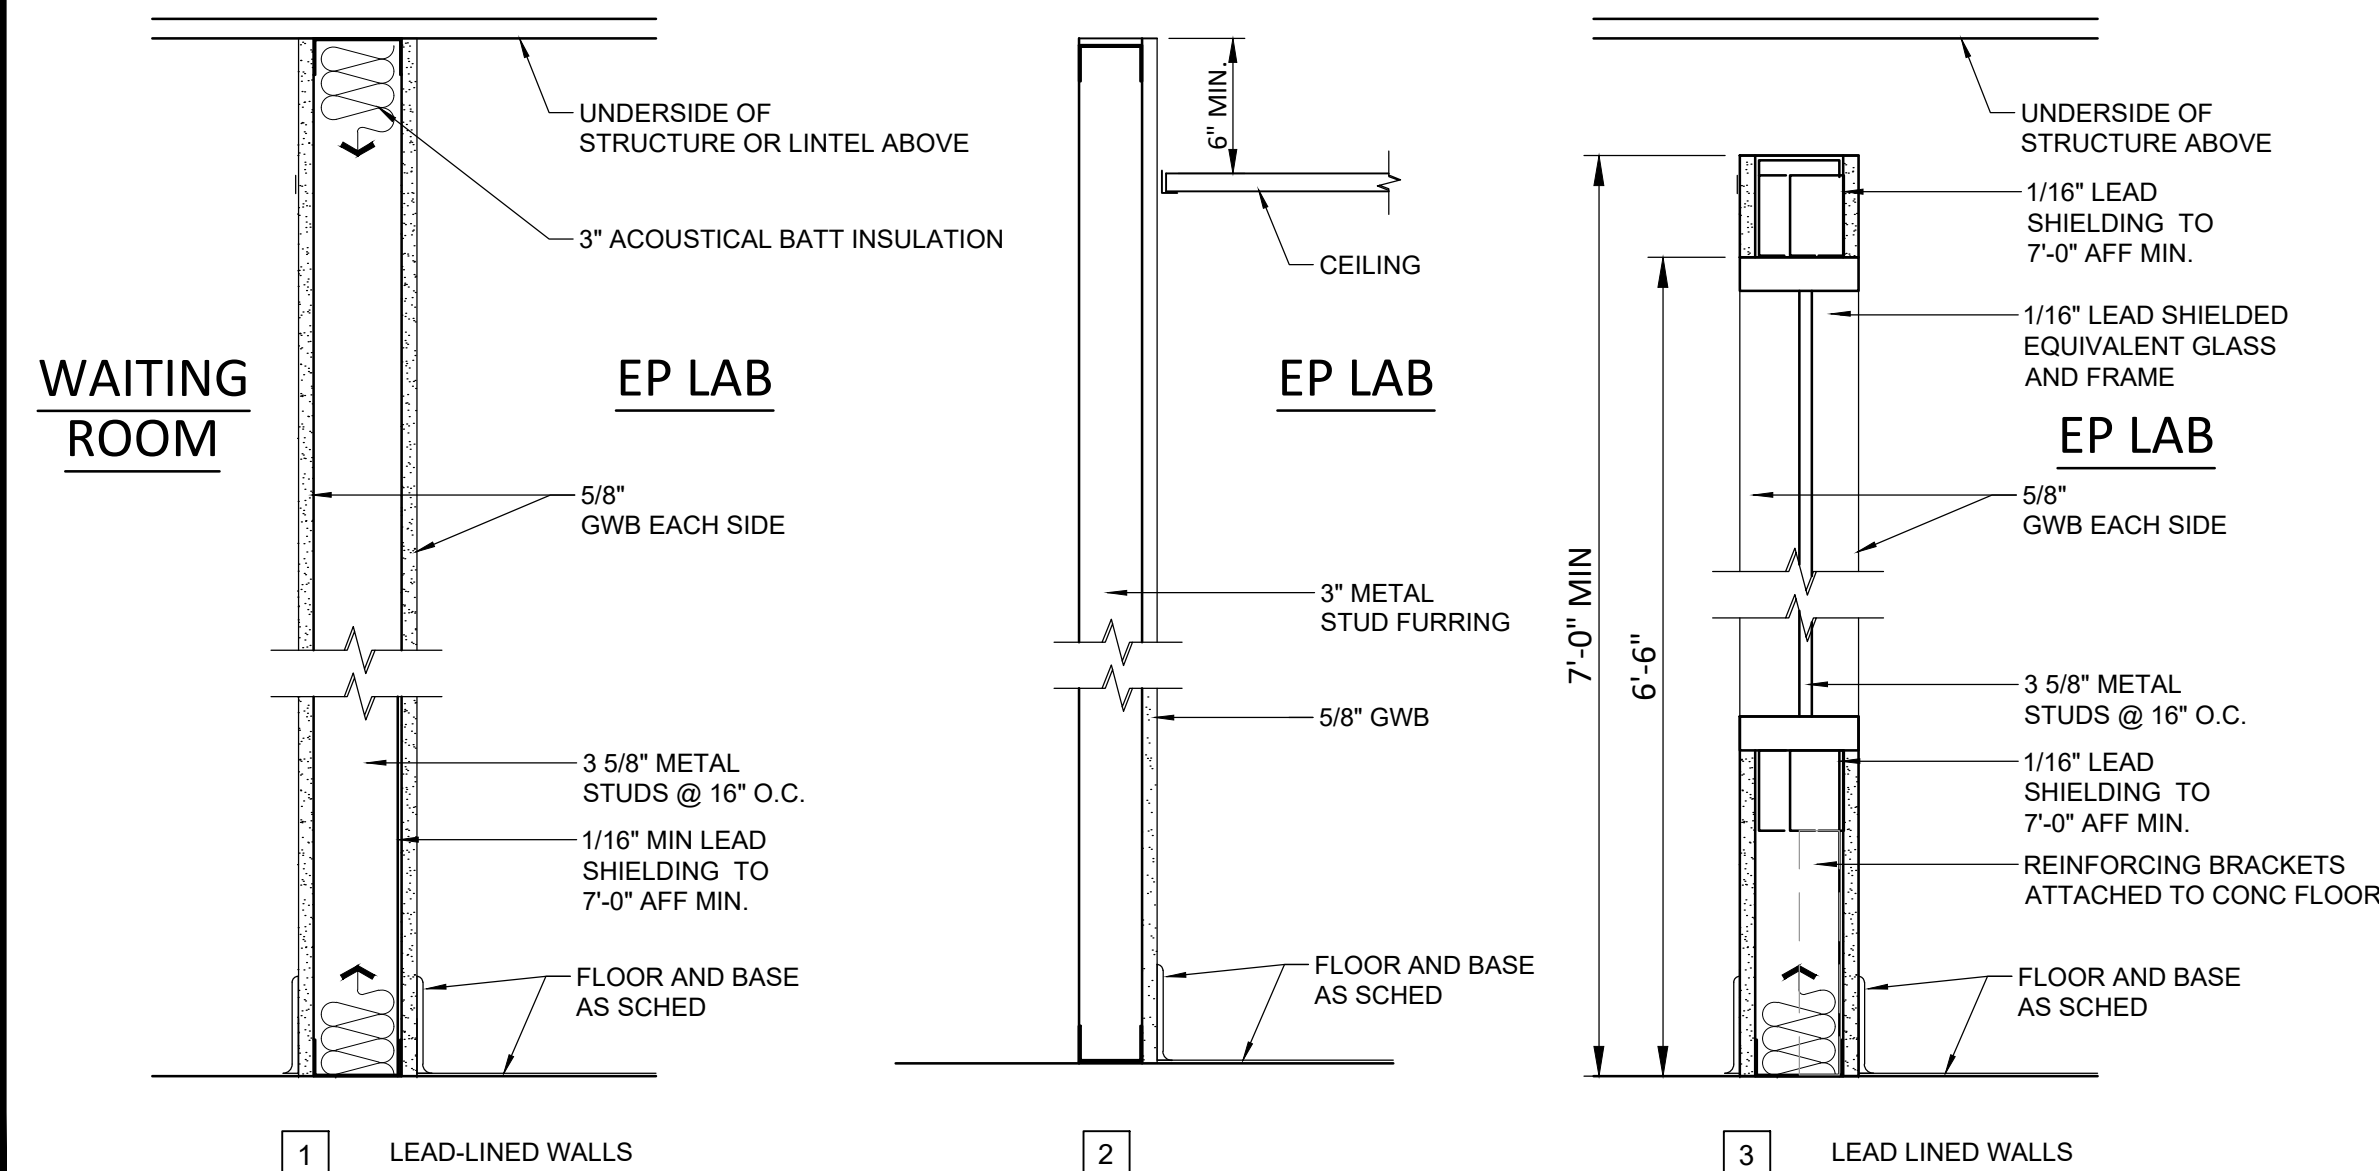 UNDERSIDE OF
STRUCTURE OR LINTEL ABOVE
3" ACOUSTICAL BATT INSULATION
WAITING
ROOM
EP LAB
5/8"
GWB EACH SIDE
3 5/8" METAL
STUDS @ 16" O.C.
1/16" MIN LEAD
SHIELDING TO
7'-0" AFF MIN.
FLOOR AND BASE
AS SCHED
1 LEAD-LINED WALLS
6" MIN.
CEILING
EP LAB
3" METAL
STUD FURRING
5/8" GWB
FLOOR AND BASE
AS SCHED
2
UNDERSIDE OF
STRUCTURE ABOVE
1/16" LEAD
SHIELDING TO
7'-0" AFF MIN.
1/16" LEAD SHIELDED
EQUIVALENT GLASS
AND FRAME
EP LAB
5/8"
GWB EACH SIDE
7'-0" MIN
6'-6"
3 5/8" METAL
STUDS @ 16" O.C.
1/16" LEAD
SHIELDING TO
7'-0" AFF MIN.
REINFORCING BRACKETS
ATTACHED TO CONC FLOOR
FLOOR AND BASE
AS SCHED
3 LEAD LINED WALLS